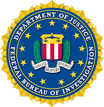 DEPARTMENT OF JUSTICE
FEDERAL BUREAU OF INVESTIGATION